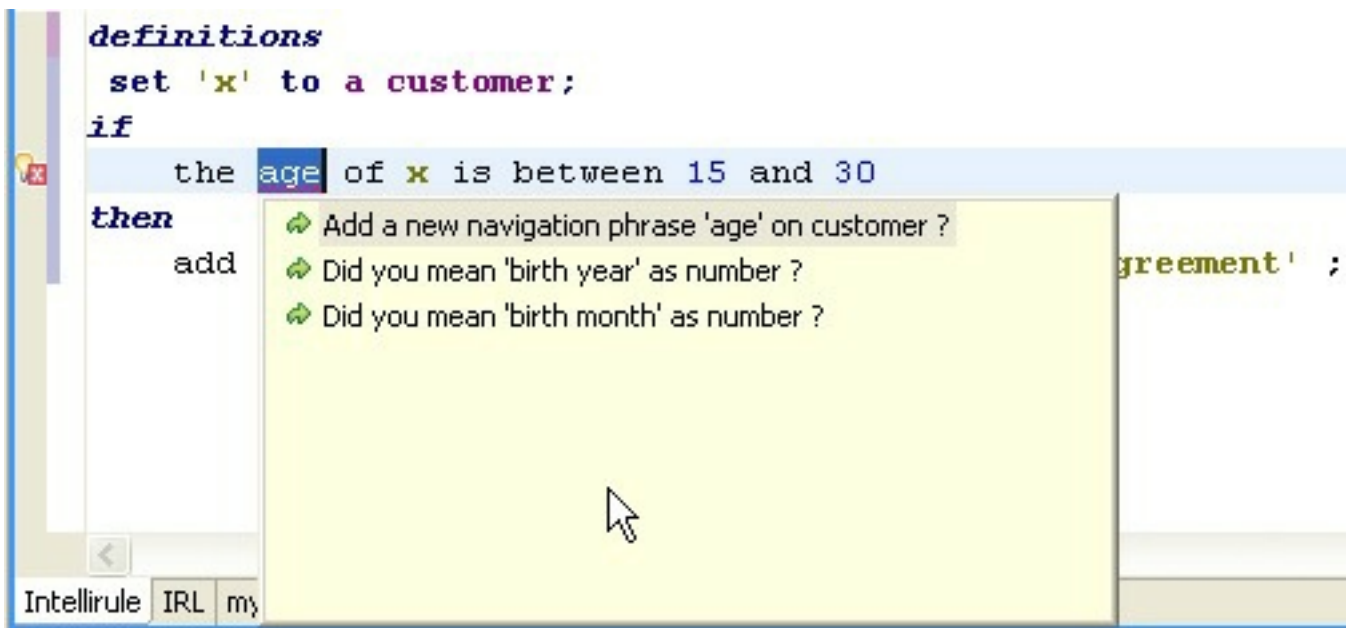 definitions
set 'x' to a customer;
if
the age of x is between 15 and 30
then
add greement' ;
Add a new navigation phrase 'age' on customer ?
Did you mean 'birth year' as number ?
Did you mean 'birth month' as number ?
Intellirule IRL my